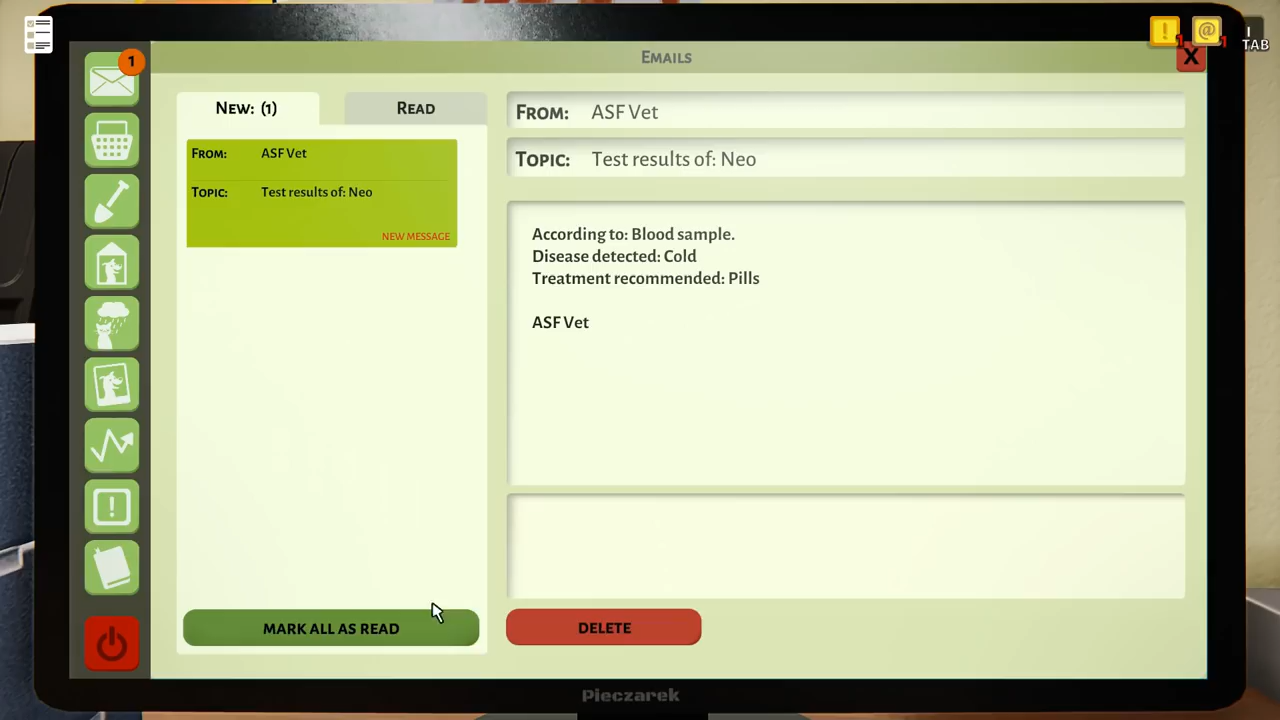 1
EMAILS
! 1 @ 1 I
TAB
X
NEW: (1)
READ
FROM: ASF Vet
TOPIC: Test results of: Neo
NEW MESSAGE
FROM: ASF Vet
TOPIC: Test results of: Neo
According to: Blood sample.
Disease detected: Cold
Treatment recommended: Pills
ASF Vet
MARK ALL AS READ
DELETE
Pieczarek